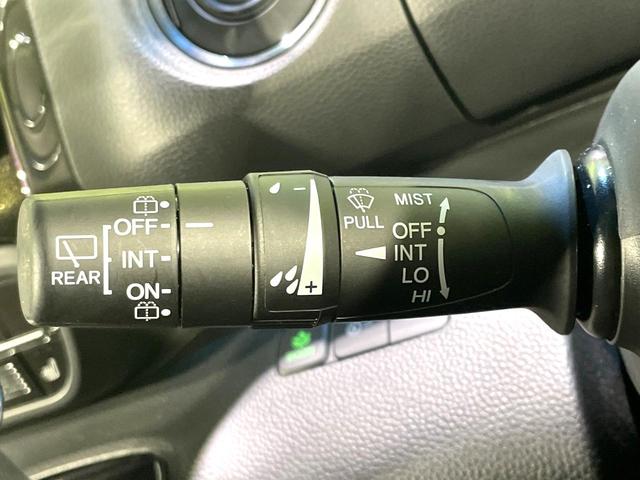 OFF
INT
ON
REAR
−
+
PULL
MIST
OFF
INT
LO
HI